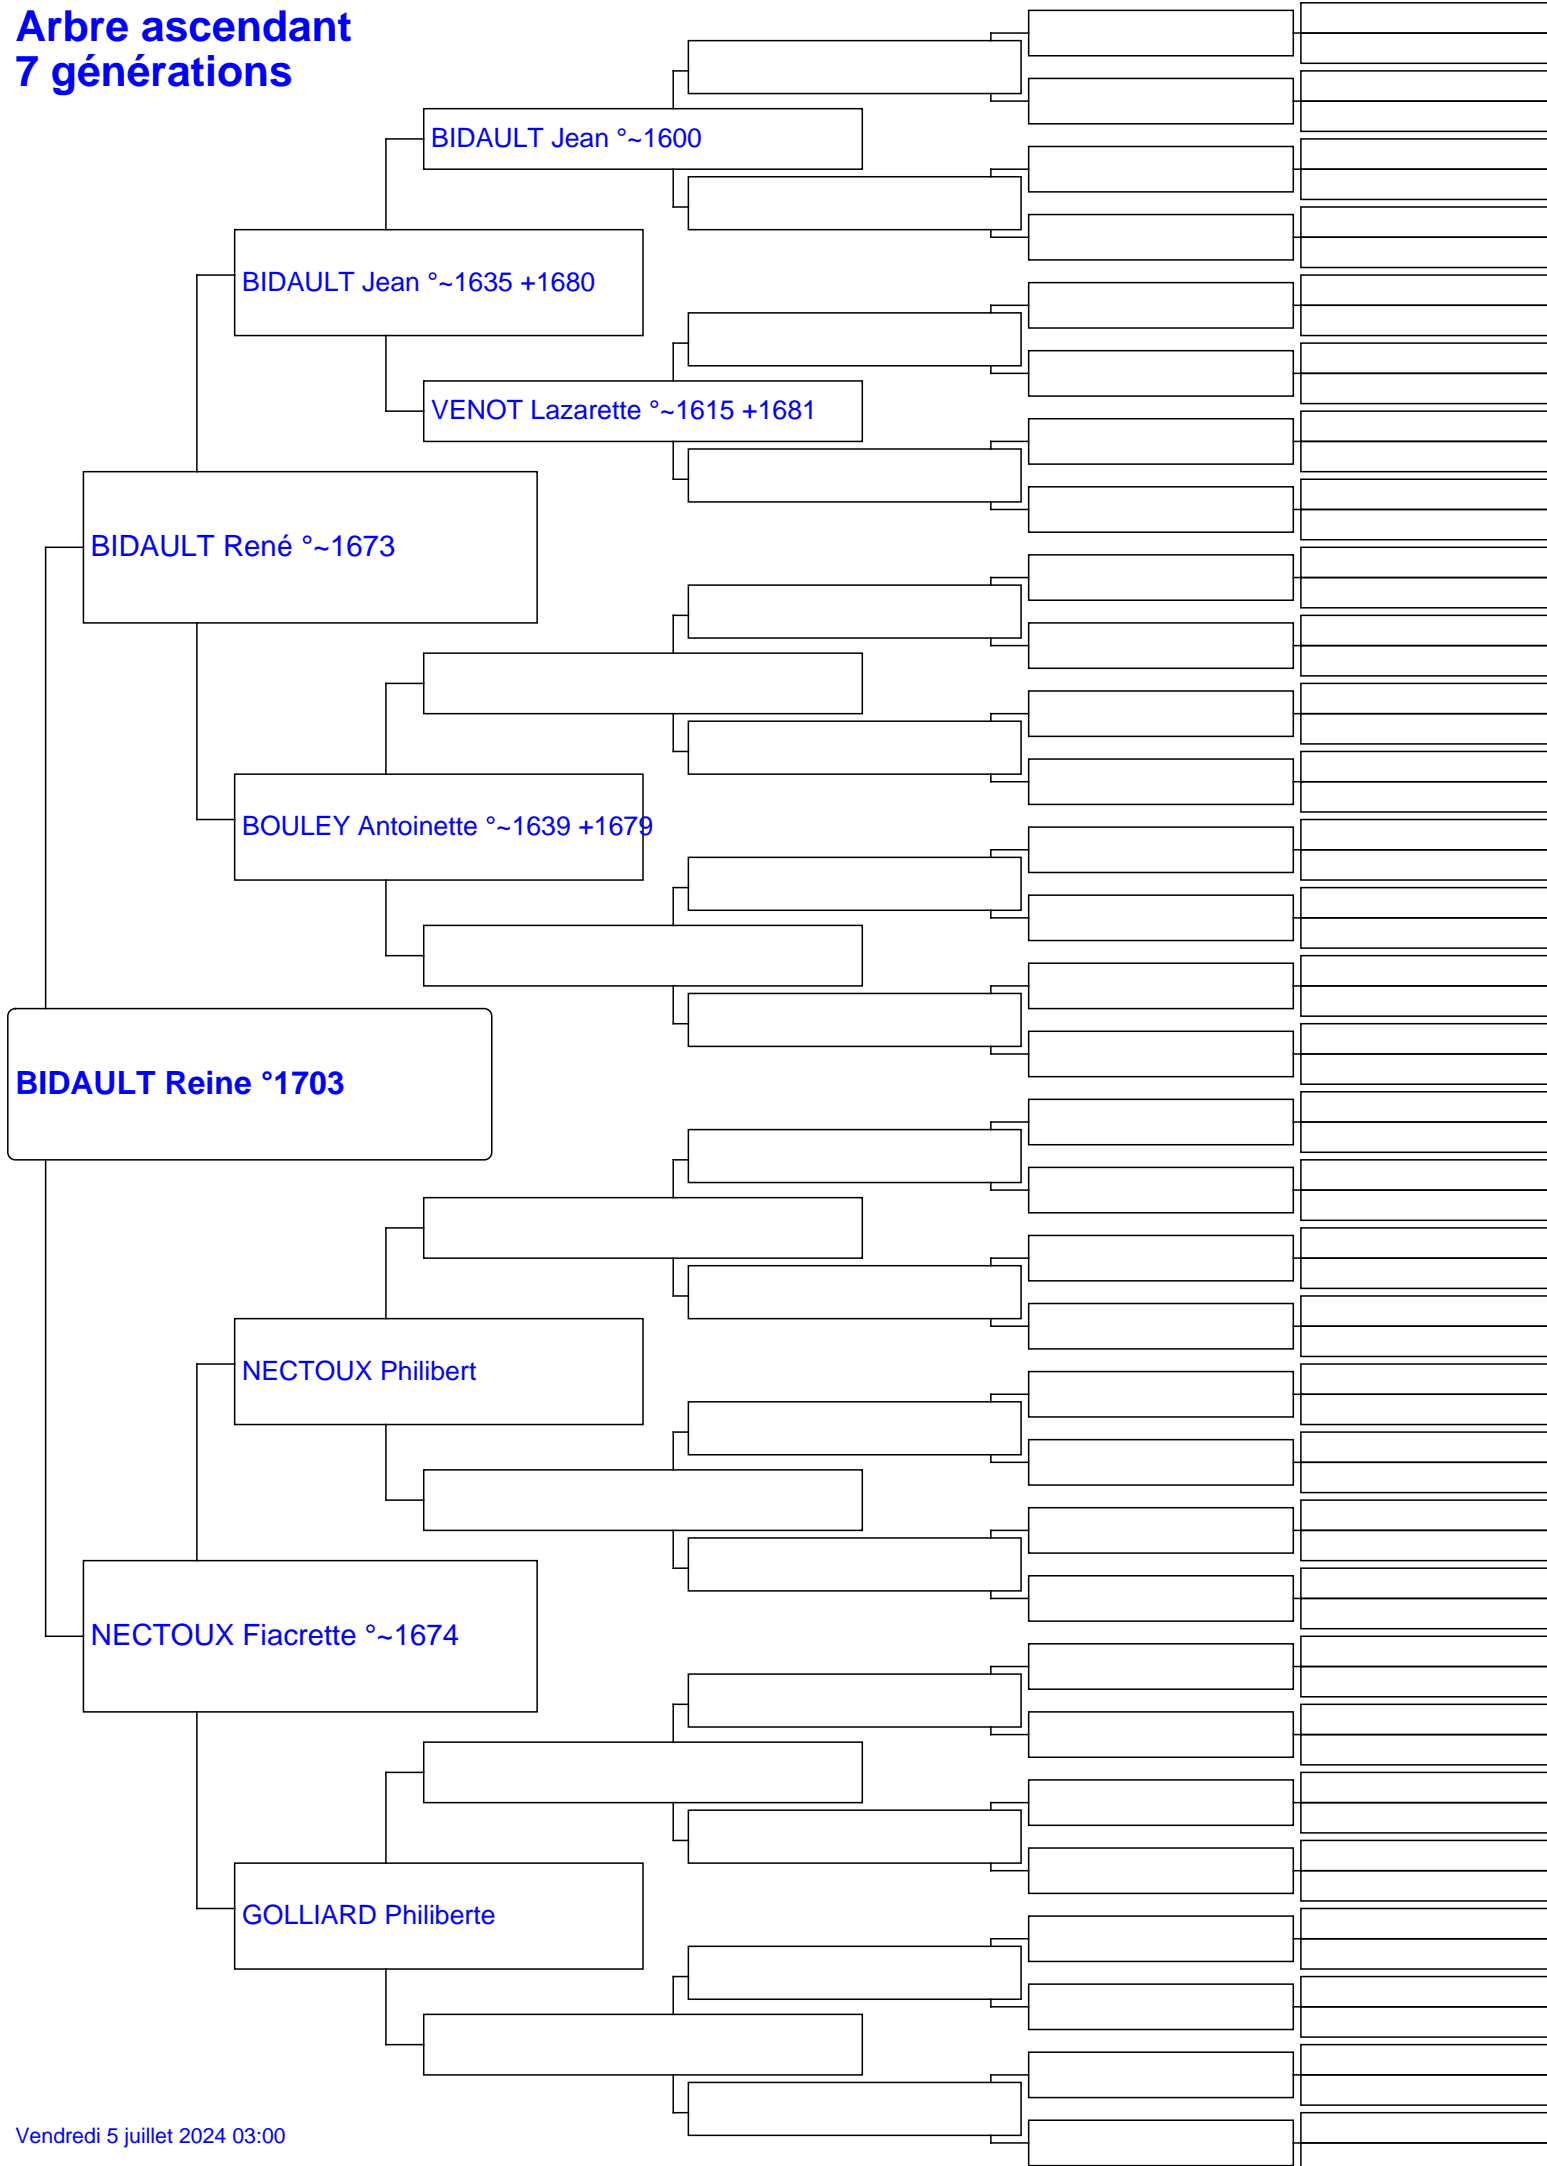 Arbre ascendant
7 générations
BIDAULT Jean °~1600
BIDAULT Jean °~1635 +1680
VENOT Lazarette °~1615 +1681
BIDAULT René °~1673
BOULEY Antoinette °~1639 +1679
BIDAULT Reine °1703
NECTOUX Philibert
NECTOUX Fiacrette °~1674
GOLLIARD Philiberte
Vendredi 5 juillet 2024 03:00